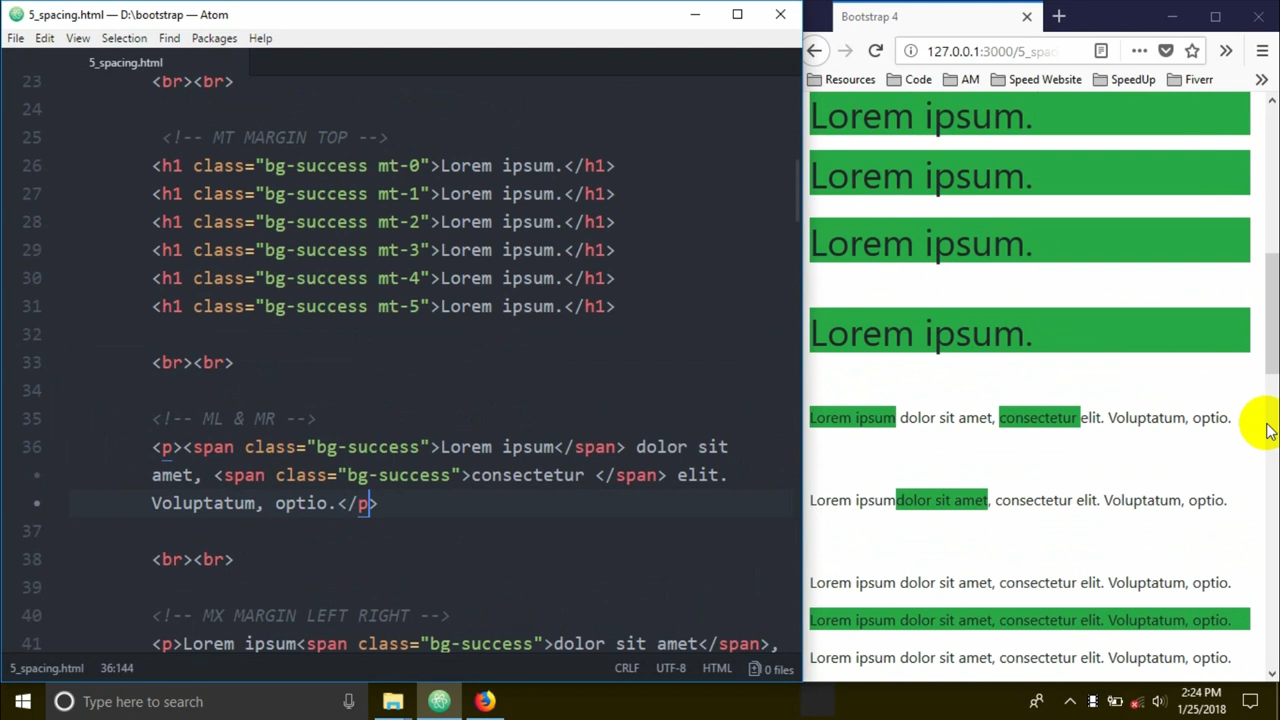 5_spacing.html — D:\bootstrap — Atom
File Edit View Selection Find Packages Help
5_spacing.html
23 <br><br>
24
25 <!-- MT MARGIN TOP -->
26 <h1 class="bg-success mt-0">Lorem ipsum.</h1>
27 <h1 class="bg-success mt-1">Lorem ipsum.</h1>
28 <h1 class="bg-success mt-2">Lorem ipsum.</h1>
29 <h1 class="bg-success mt-3">Lorem ipsum.</h1>
30 <h1 class="bg-success mt-4">Lorem ipsum.</h1>
31 <h1 class="bg-success mt-5">Lorem ipsum.</h1>
32
33 <br><br>
34
35 <!-- ML & MR -->
36 <p><span class="bg-success">Lorem ipsum</span> dolor sit
• amet, <span class="bg-success">consectetur </span> elit.
• Voluptatum, optio.</p>
37
38 <br><br>
39
40 <!-- MX MARGIN LEFT RIGHT -->
41 <p>Lorem ipsum<span class="bg-success">dolor sit amet</span>,
5_spacing.html 36:144 CRLF UTF-8 HTML 0 files
Bootstrap 4
127.0.0.1:3000/5_spac
Resources Code AM Speed Website SpeedUp Fiverr
Lorem ipsum.
Lorem ipsum.
Lorem ipsum.
Lorem ipsum.
Lorem ipsum dolor sit amet, consectetur elit. Voluptatum, optio.
Lorem ipsumdolor sit amet, consectetur elit. Voluptatum, optio.
Lorem ipsum dolor sit amet, consectetur elit. Voluptatum, optio.
Lorem ipsum dolor sit amet, consectetur elit. Voluptatum, optio.
Lorem ipsum dolor sit amet, consectetur elit. Voluptatum, optio.
Type here to search
2:24 PM
1/25/2018